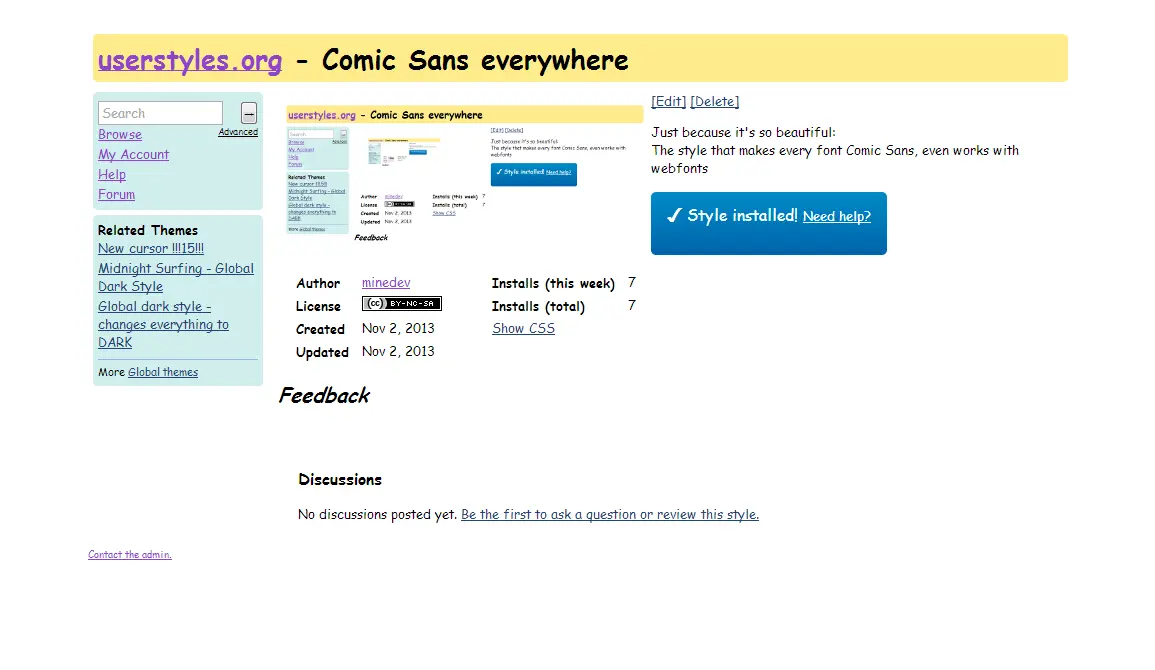 userstyles.org - Comic Sans everywhere
Search →
Browse Advanced
My Account
Help
Forum
Related Themes
New cursor !!!15!!!
Midnight Surfing - Global
Dark Style
Global dark style -
changes everything to
DARK
More Global themes
userstyles.org - Comic Sans everywhere
Search
Browse
My Account
Help
Forum
Related Themes
New cursor !!!15!!!
Midnight Surfing - Global
Dark Style
Global dark style -
changes everything to
DARK
More Global themes
[Edit] [Delete]
Just because it's so beautiful:
The style that makes every font Comic Sans, even works with
webfonts
✓ Style installed! Need help?
Author minedev Installs (this week) 7
License Installs (total) 7
Created Nov 2, 2013 Show CSS
Updated Nov 2, 2013
Feedback
[Edit] [Delete]
Just because it's so beautiful:
The style that makes every font Comic Sans, even works with
webfonts
✓ Style installed! Need help?
Author minedev Installs (this week) 7
License (cc) BY-NC-SA Installs (total) 7
Created Nov 2, 2013 Show CSS
Updated Nov 2, 2013
Feedback
Discussions
No discussions posted yet. Be the first to ask a question or review this style.
Contact the admin.